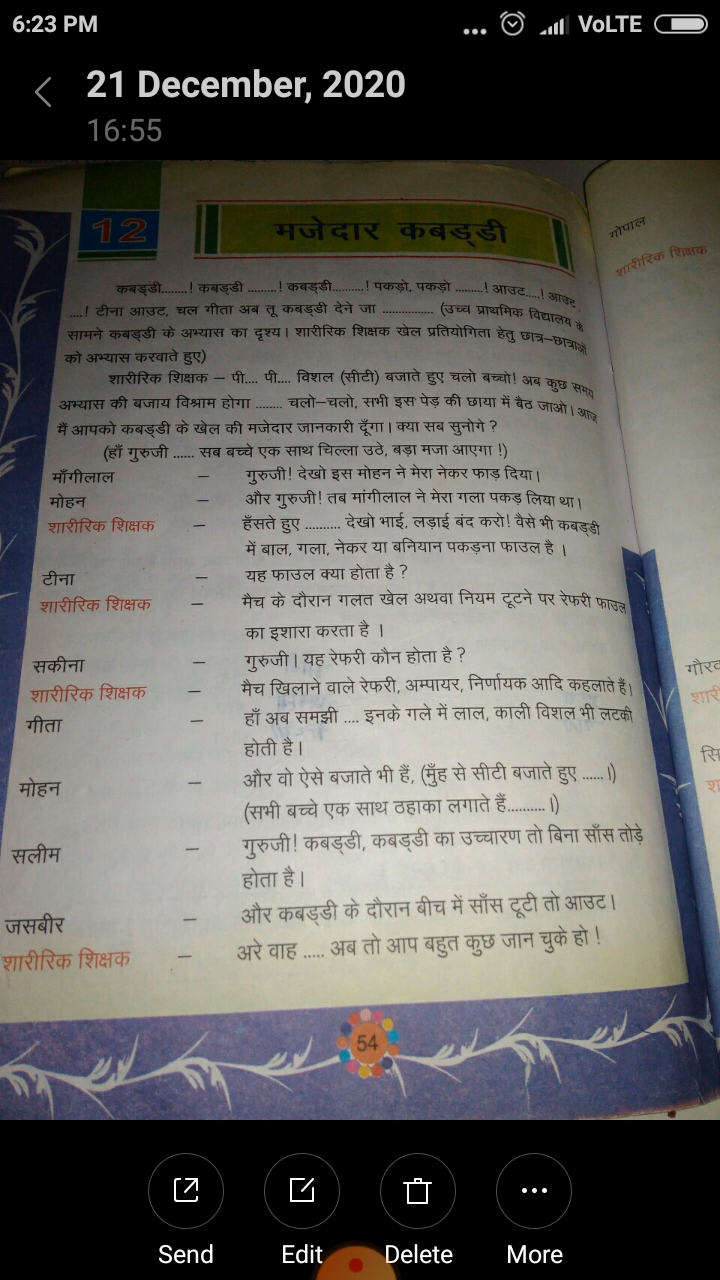 6:23 PM
VoLTE
21 December, 2020
16:55
12
मजेदार कबड्डी
कबड्डी........! कबड्डी .........! कबड्डी..........! पकड़ो, पकड़ो .........! आउट.....! आउट
....! टीना आउट, चल गीता अब तू कबड्डी देने जा ................ (उच्च प्राथमिक विद्यालय के
सामने कबड्डी के अभ्यास का दृश्य। शारीरिक शिक्षक खेल प्रतियोगिता हेतु छात्र–छात्राओं
को अभ्यास करवाते हुए)
शारीरिक शिक्षक – पी.... पी.... विशल (सीटी) बजाते हुए चलो बच्चो! अब कुछ समय
अभ्यास की बजाय विश्राम होगा ........ चलो–चलो, सभी इस पेड़ की छाया में बैठ जाओ। आज
मैं आपको कबड्डी के खेल की मजेदार जानकारी दूँगा। क्या सब सुनोगे ?
(हाँ गुरुजी ...... सब बच्चे एक साथ चिल्ला उठे, बड़ा मजा आएगा !)
माँगीलाल – गुरुजी! देखो इस मोहन ने मेरा नेकर फाड़ दिया।
मोहन – और गुरुजी! तब मांगीलाल ने मेरा गला पकड़ लिया था।
शारीरिक शिक्षक – हँसते हुए .......... देखो भाई, लड़ाई बंद करो! वैसे भी कबड्डी
में बाल, गला, नेकर या बनियान पकड़ना फाउल है ।
टीना – यह फाउल क्या होता है ?
शारीरिक शिक्षक – मैच के दौरान गलत खेल अथवा नियम टूटने पर रेफरी फाउल
का इशारा करता है ।
सकीना – गुरुजी। यह रेफरी कौन होता है ?
शारीरिक शिक्षक – मैच खिलाने वाले रेफरी, अम्पायर, निर्णायक आदि कहलाते हैं।
गीता – हाँ अब समझी .... इनके गले में लाल, काली विशल भी लटकी
होती है।
मोहन – और वो ऐसे बजाते भी हैं, (मुँह से सीटी बजाते हुए ...... ।)
(सभी बच्चे एक साथ ठहाका लगाते हैं.......... ।)
सलीम – गुरुजी! कबड्डी, कबड्डी का उच्चारण तो बिना साँस तोड़े
होता है।
जसबीर – और कबड्डी के दौरान बीच में साँस टूटी तो आउट।
शारीरिक शिक्षक – अरे वाह ..... अब तो आप बहुत कुछ जान चुके हो !
54
गोपाल
शारीरिक शिक्षक
Send
Edit
Delete
More